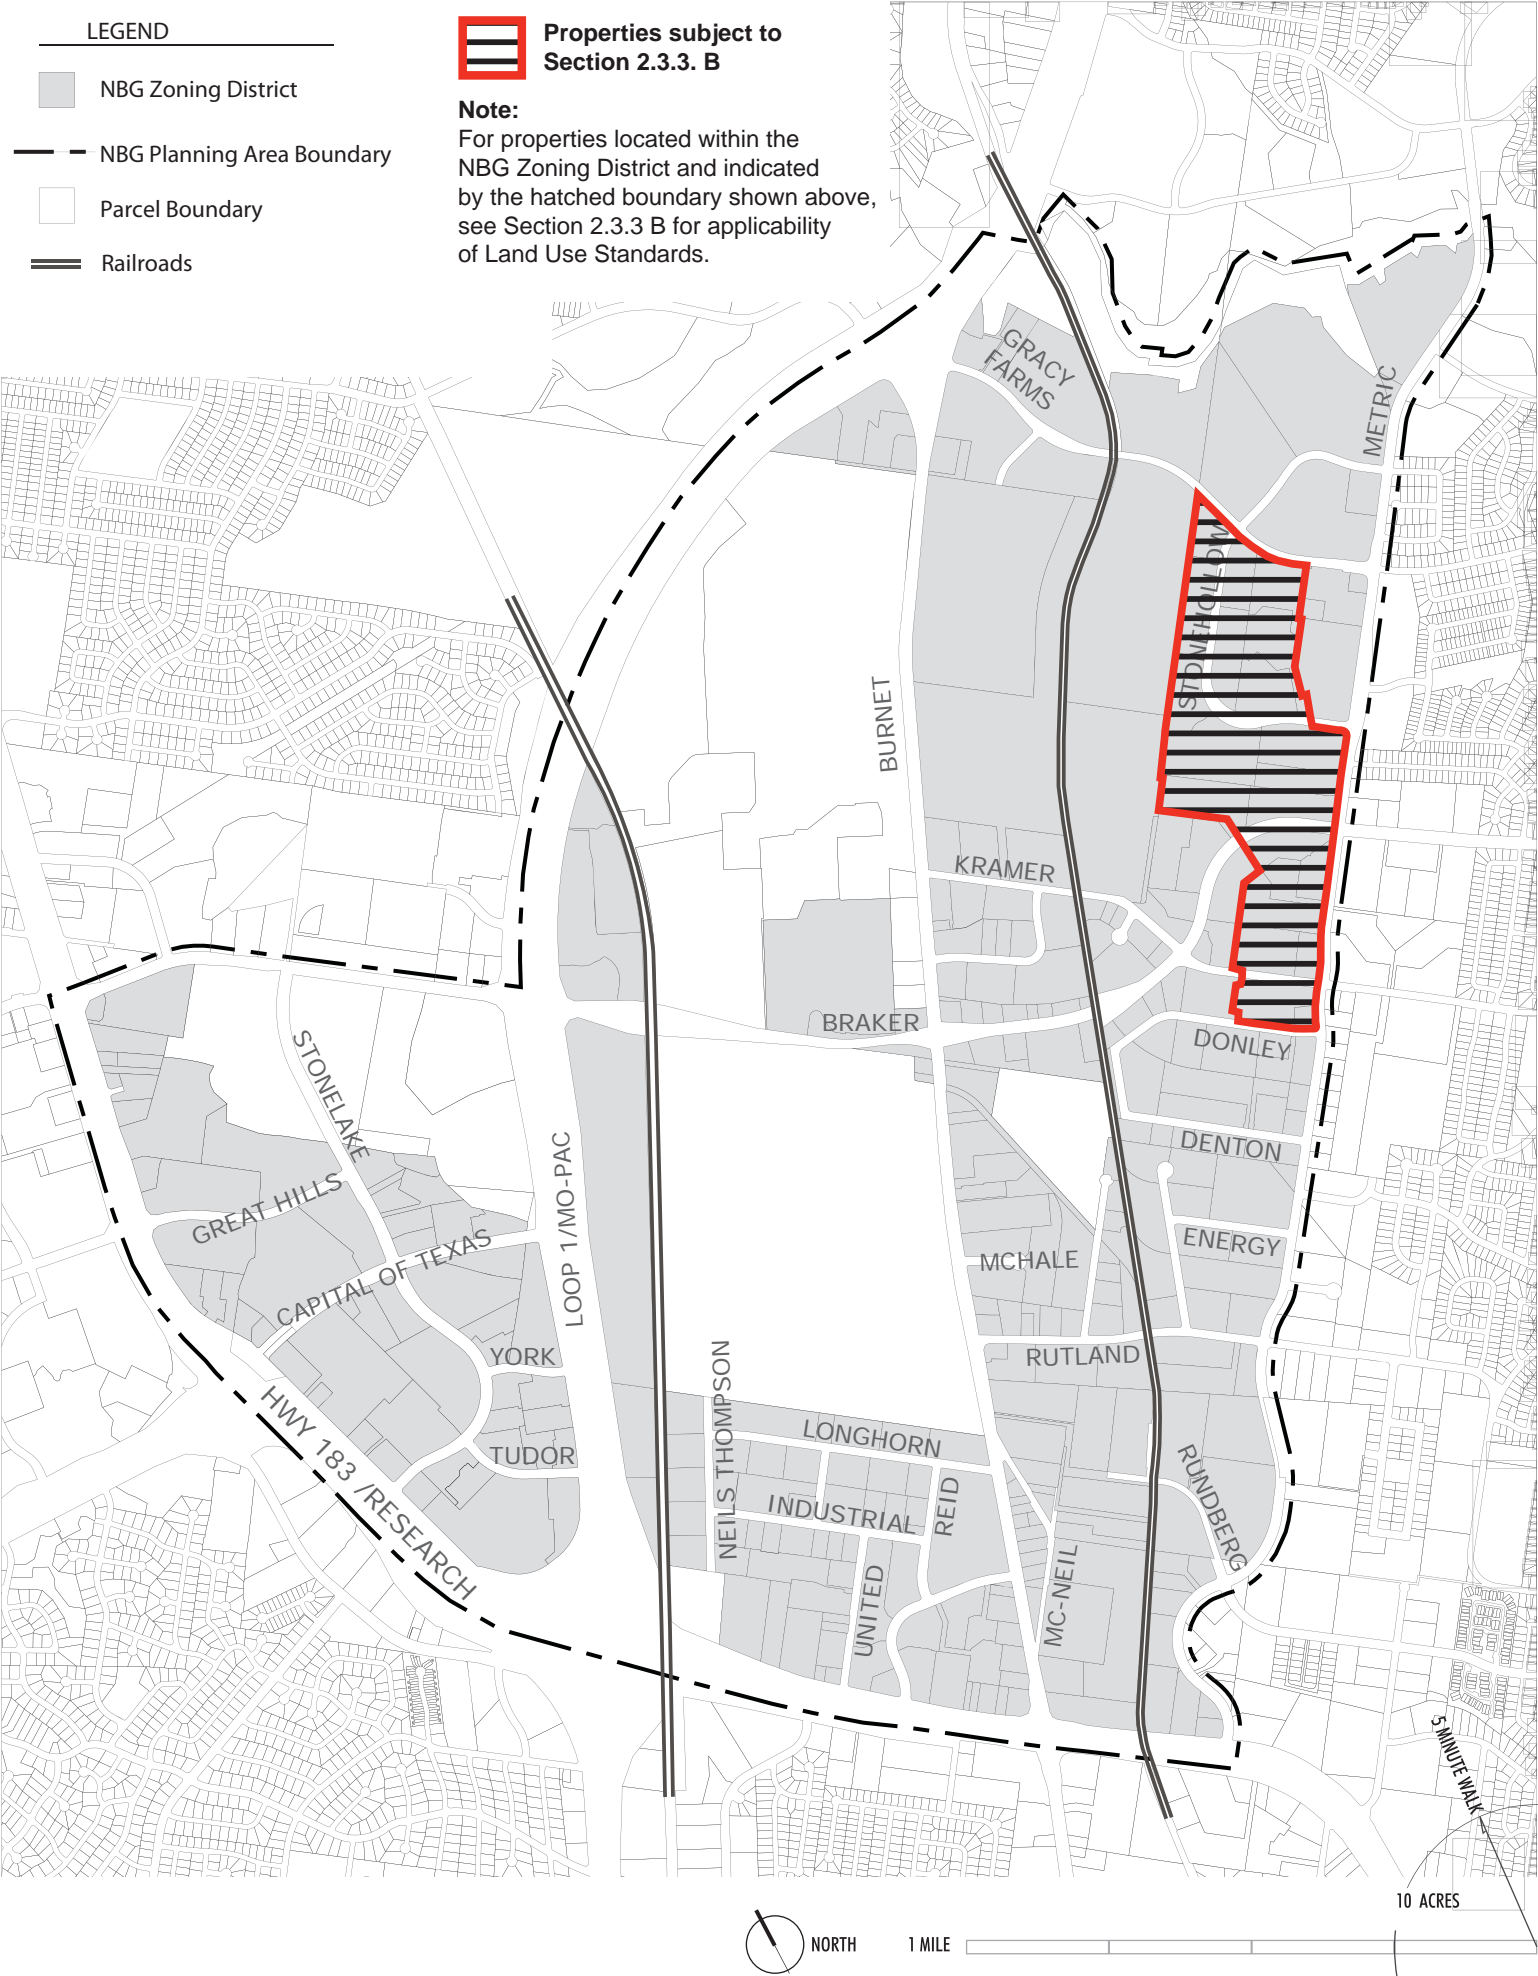 LEGEND
NBG Zoning District
NBG Planning Area Boundary
Parcel Boundary
Railroads
Properties subject to
Section 2.3.3. B
Note:
For properties located within the
NBG Zoning District and indicated
by the hatched boundary shown above,
see Section 2.3.3 B for applicability
of Land Use Standards.
GRACY
FARMS
METRIC
STONEHOLLOW
BURNET
KRAMER
BRAKER
DONLEY
STONELAKE
DENTON
GREAT HILLS
LOOP 1/MO-PAC
CAPITAL OF TEXAS
ENERGY
MCHALE
YORK
RUTLAND
HWY 183 /RESEARCH
NEILS THOMPSON
LONGHORN
TUDOR
REID
RUNDBERG
INDUSTRIAL
UNITED
MC-NEIL
5 MINUTE WALK
10 ACRES
NORTH
1 MILE